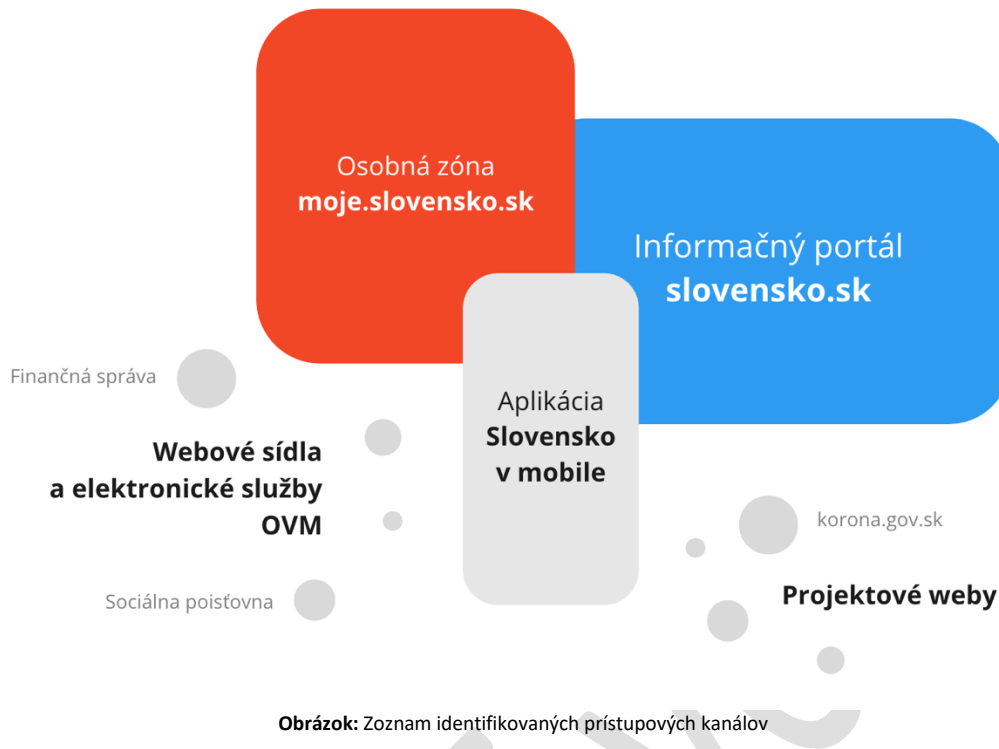 Osobná zóna
moje.slovensko.sk
Informačný portál
slovensko.sk
Aplikácia
Slovensko
v mobile
Finančná správa
Webové sídla
a elektronické služby
OVM
Sociálna poisťovna
korona.gov.sk
Projektové weby
Obrázok: Zoznam identifikovaných prístupových kanálov